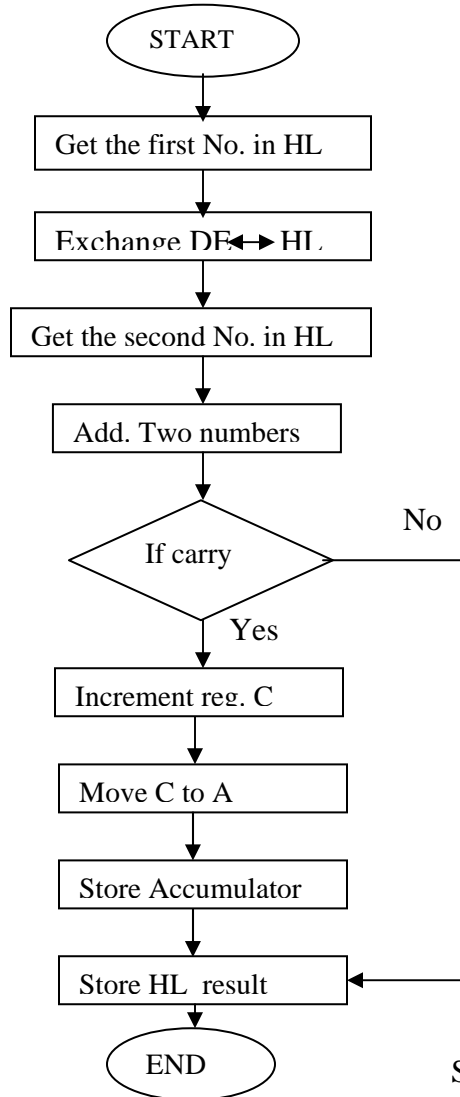 START
Get the first No. in HL
Exchange DE HL
Get the second No. in HL
Add. Two numbers
If carry
No
Yes
Increment reg. C
Move C to A
Store Accumulator
Store HL result
END
S